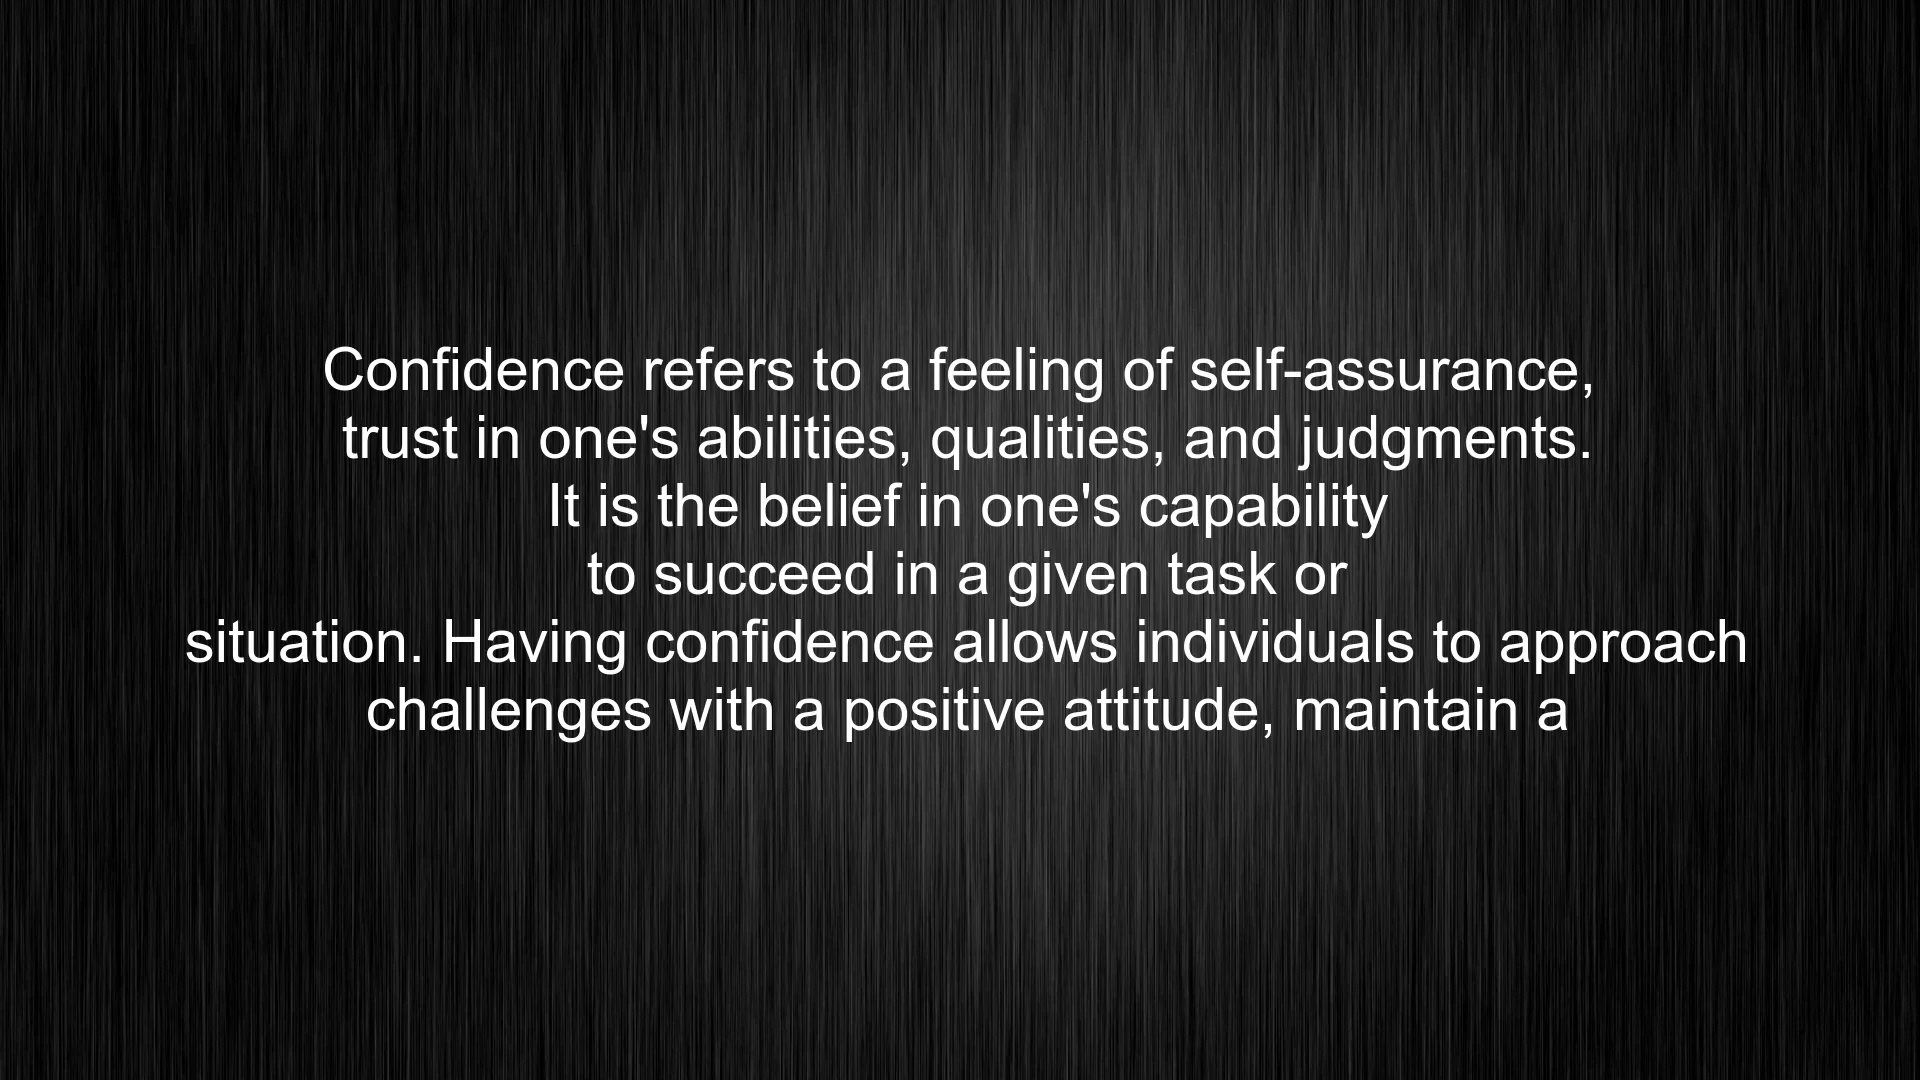 Confidence refers to a feeling of self-assurance,
trust in one's abilities, qualities, and judgments.
It is the belief in one's capability
to succeed in a given task or
situation. Having confidence allows individuals to approach
challenges with a positive attitude, maintain a